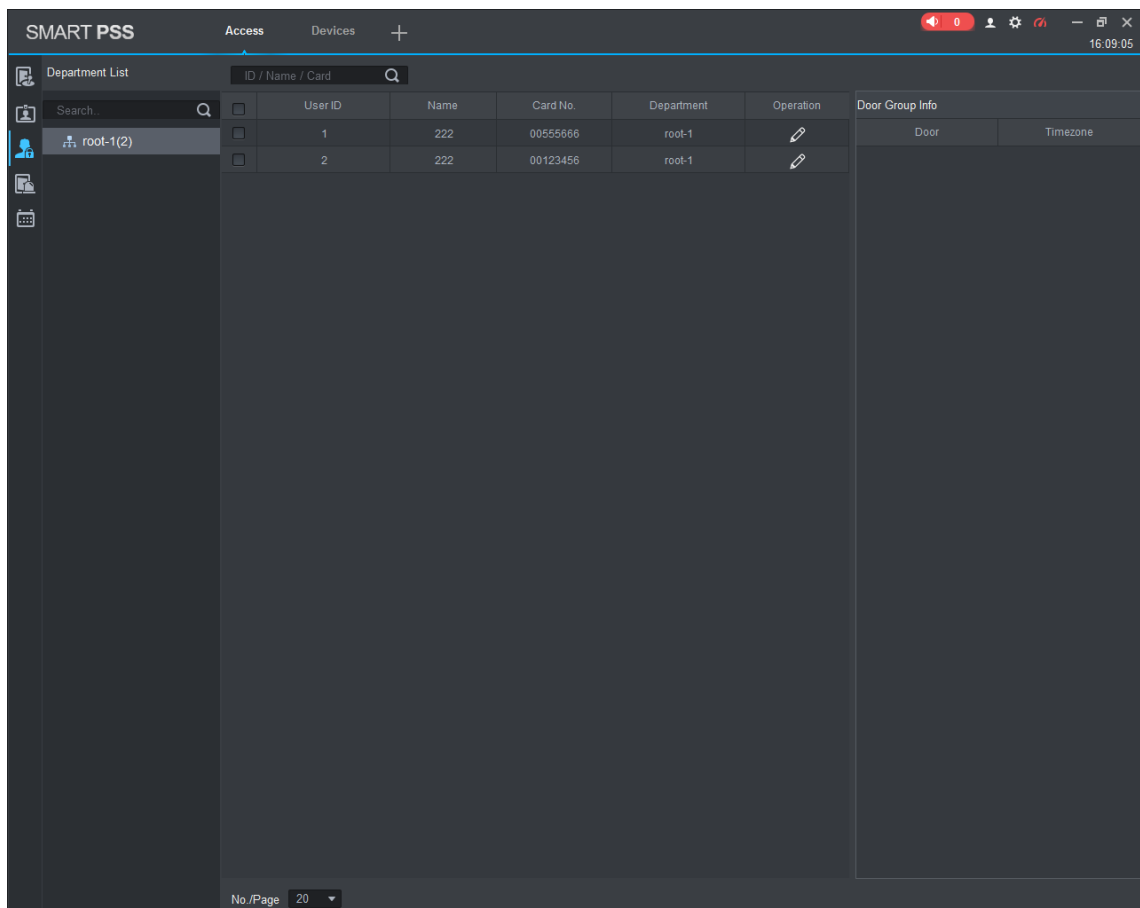 SMART PSS
Access Devices
0
16:09:05
Department List
ID / Name / Card
Search..
User ID Name Card No. Department Operation
Door Group Info
Door Timezone
root-1(2)
1 222 00555666 root-1
2 222 00123456 root-1
No./Page 20